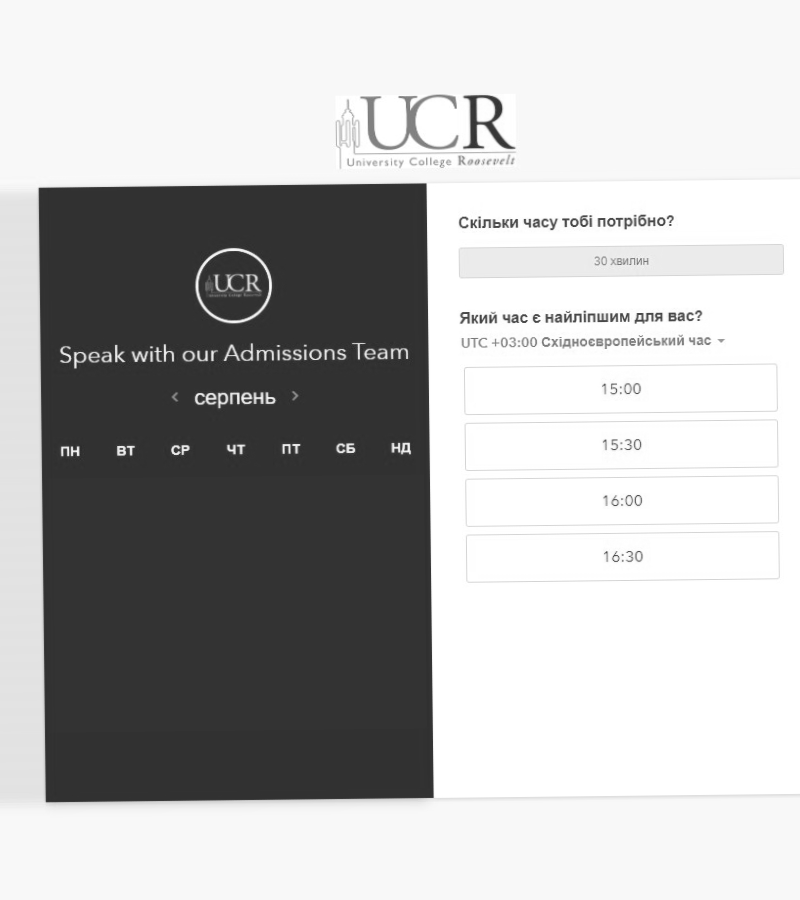 UCR
University College Roosevelt
UCR
Speak with our Admissions Team
серпень
ПН ВТ СР ЧТ ПТ СБ НД
Скільки часу тобі потрібно?
30 хвилин
Який час є найліпшим для вас?
UTC +03:00 Східноєвропейський час
15:00
15:30
16:00
16:30